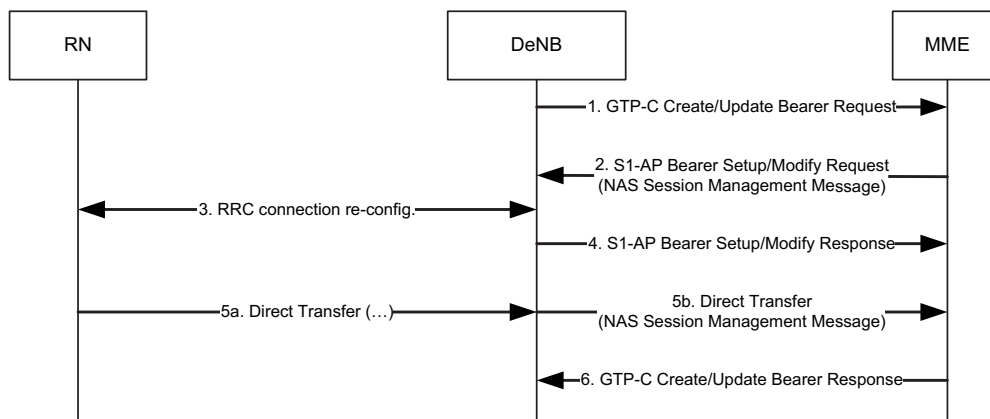 RN
DeNB
MME
1. GTP-C Create/Update Bearer Request
2. S1-AP Bearer Setup/Modify Request
(NAS Session Management Message)
3. RRC connection re-config.
4. S1-AP Bearer Setup/Modify Response
5a. Direct Transfer (…)
5b. Direct Transfer
(NAS Session Management Message)
6. GTP-C Create/Update Bearer Response